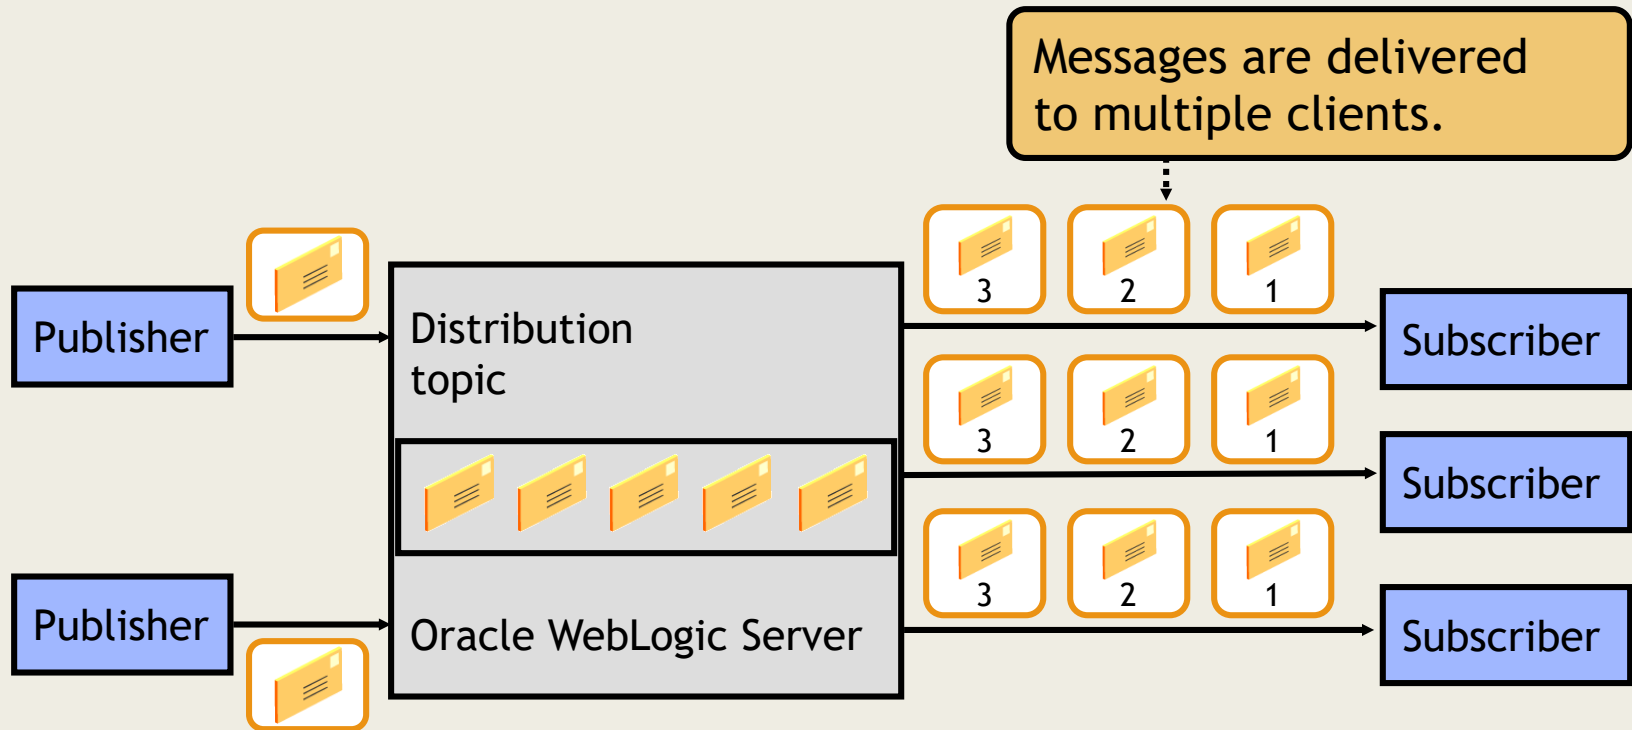 Messages are delivered
to multiple clients.
3
2
1
Publisher
Distribution
topic
Subscriber
3
2
1
Subscriber
3
2
1
Publisher
Oracle WebLogic Server
Subscriber